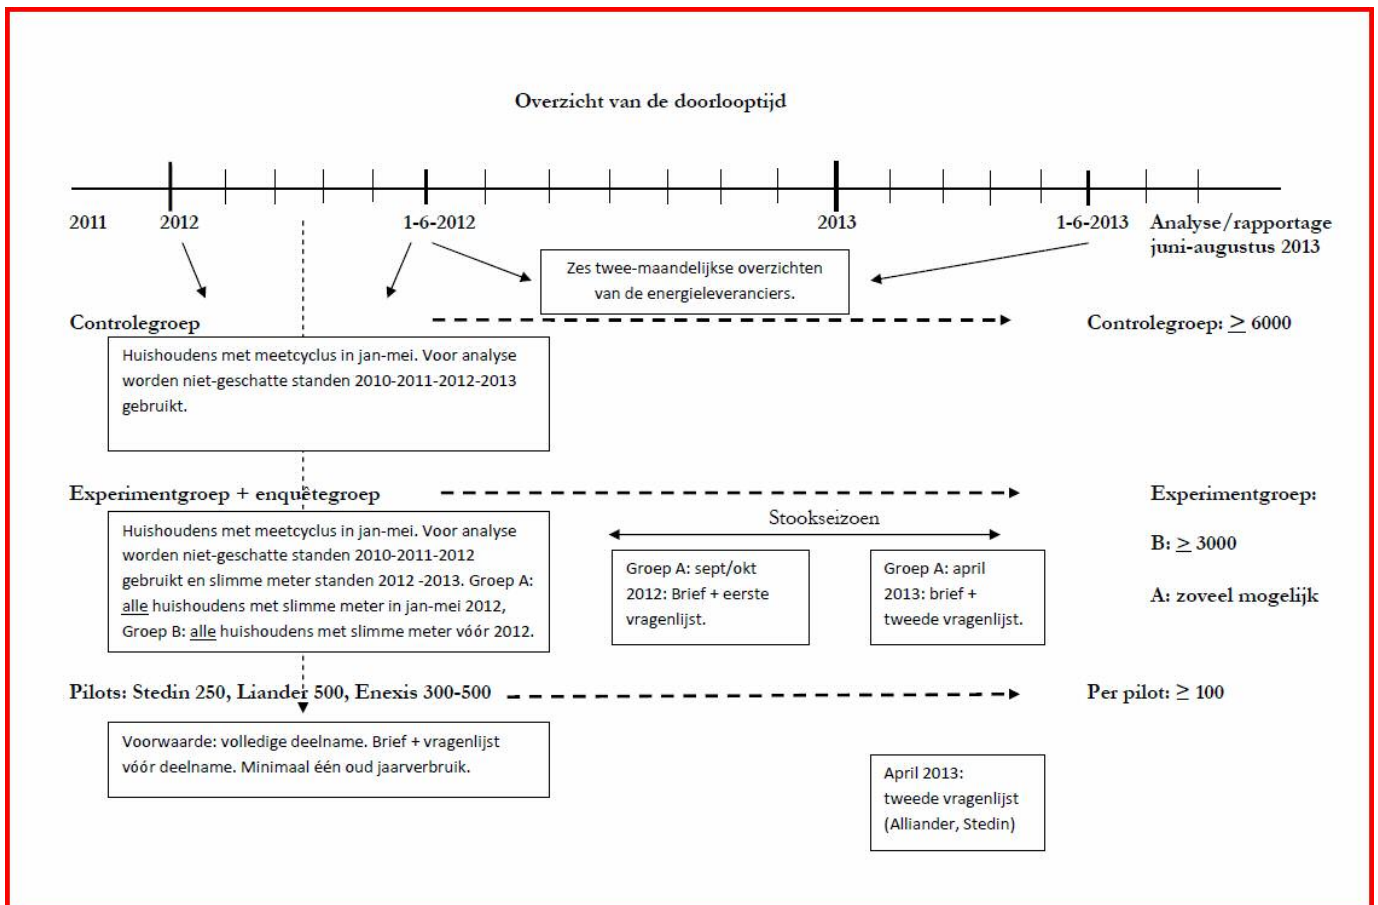 Overzicht van de doorlooptijd
2011
2012
1-6-2012
2013
1-6-2013
Analyse/rapportage
juni-augustus 2013
Zes twee-maandelijkse overzichten
van de energieleveranciers.
Controlegroep
Controlegroep: ≥ 6000
Huishoudens met meetcyclus in jan-mei. Voor analyse
worden niet-geschatte standen 2010-2011-2012-2013
gebruikt.
Experimentgroep + enquêtegroep
Experimentgroep:
Stookseizoen
Huishoudens met meetcyclus in jan-mei. Voor analyse
worden niet-geschatte standen 2010-2011-2012
gebruikt en slimme meter standen 2012 -2013. Groep A:
alle huishoudens met slimme meter in jan-mei 2012,
Groep B: alle huishoudens met slimme meter vóór 2012.
Groep A: sept/okt
2012: Brief + eerste
vragenlijst.
Groep A: april
2013: brief +
tweede vragenlijst.
B: ≥ 3000
A: zoveel mogelijk
Pilots: Stedin 250, Liander 500, Enexis 300-500
Per pilot: ≥ 100
Voorwaarde: volledige deelname. Brief + vragenlijst
vóór deelname. Minimaal één oud jaarverbruik.
April 2013:
tweede vragenlijst
(Alliander, Stedin)